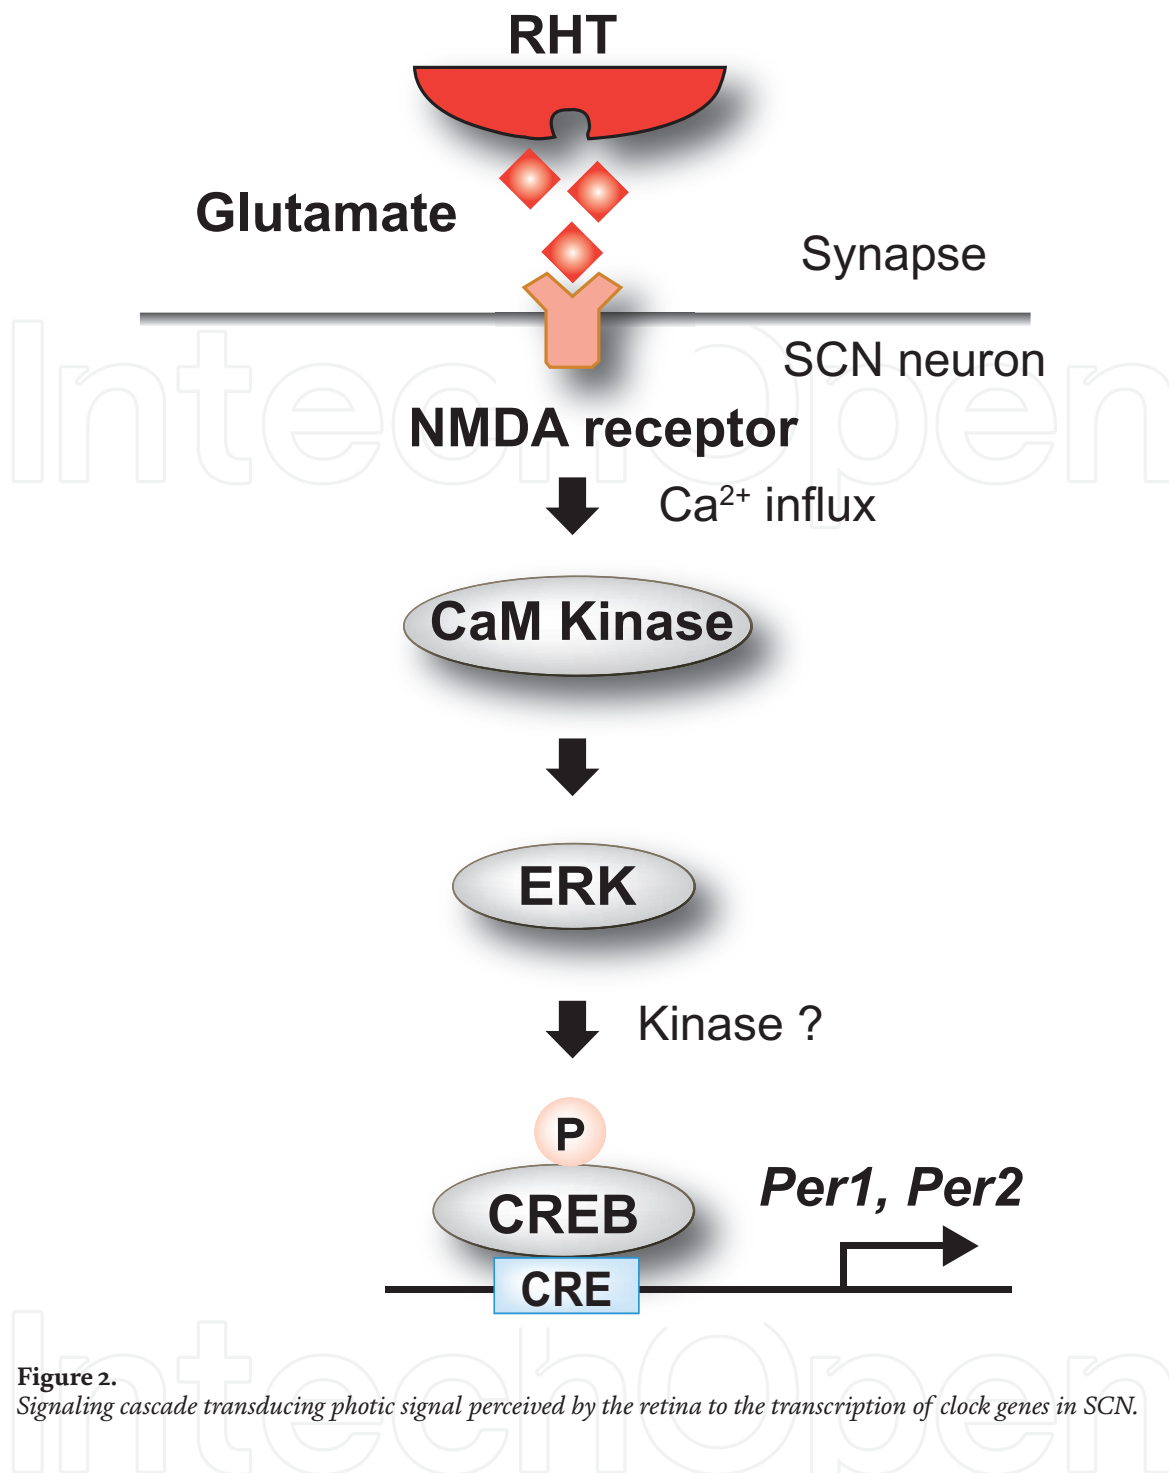 RHT
Glutamate
Synapse
SCN neuron
NMDA receptor
Ca²⁺ influx
CaM Kinase
ERK
Kinase ?
P
CREB
Per1, Per2
CRE
IntechOpen
IntechOpen
Figure 2.
Signaling cascade transducing photic signal perceived by the retina to the transcription of clock genes in SCN.